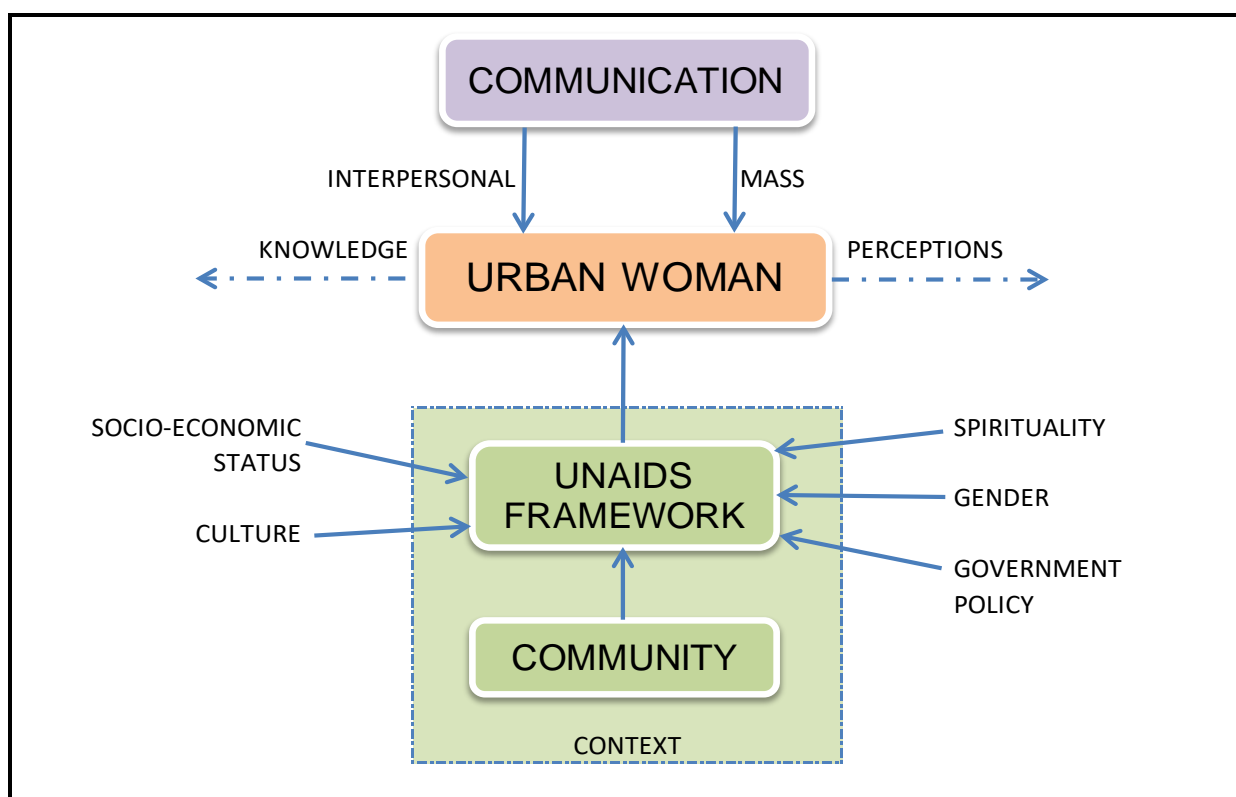 COMMUNICATION
INTERPERSONAL
MASS
KNOWLEDGE
URBAN WOMAN
PERCEPTIONS
SOCIO-ECONOMIC
STATUS
CULTURE
UNAIDS
FRAMEWORK
SPIRITUALITY
GENDER
GOVERNMENT
POLICY
COMMUNITY
CONTEXT